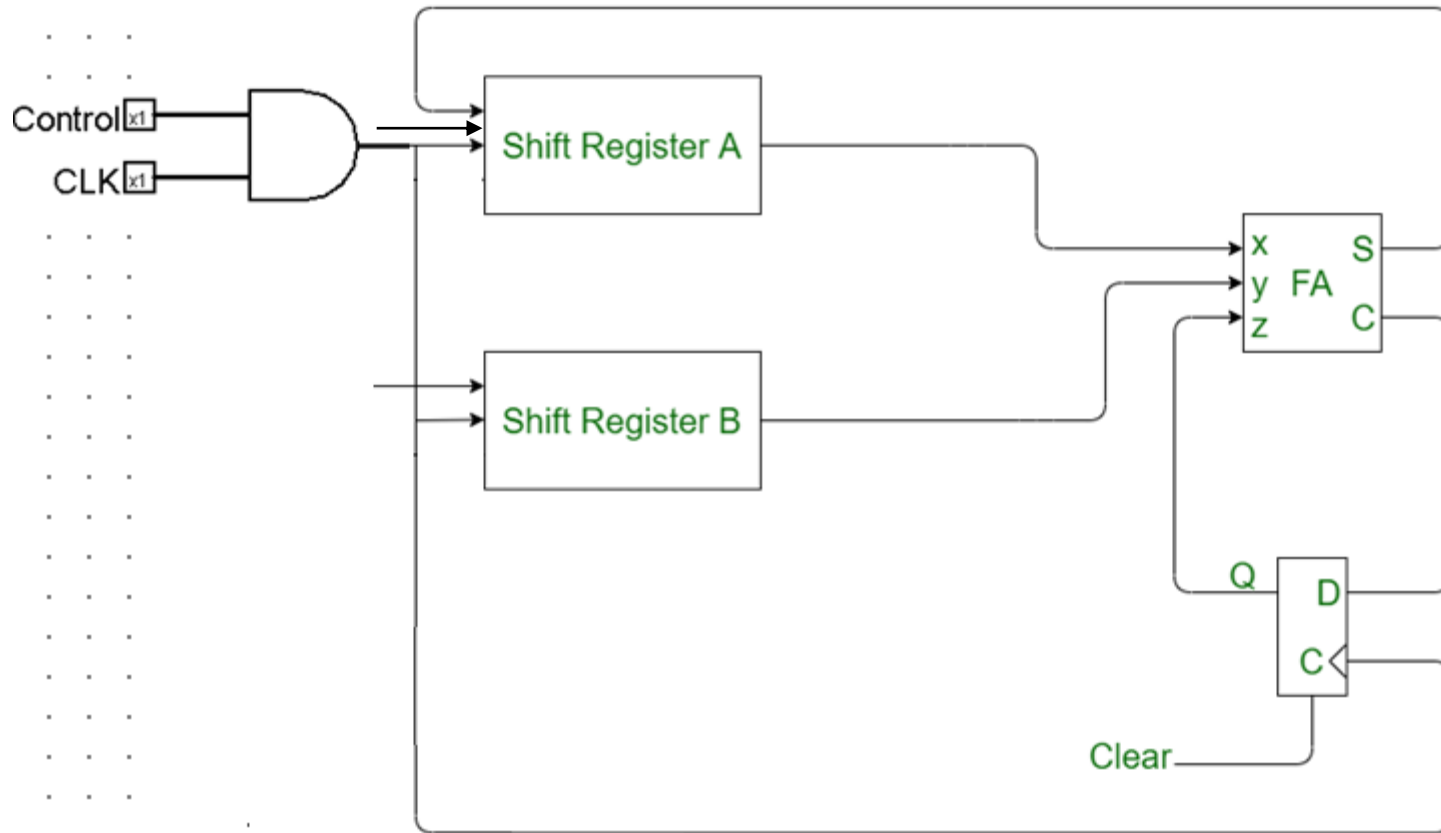 Control x1
CLK x1
Shift Register A
x S
y FA
z C
Shift Register B
Q
D
C
Clear